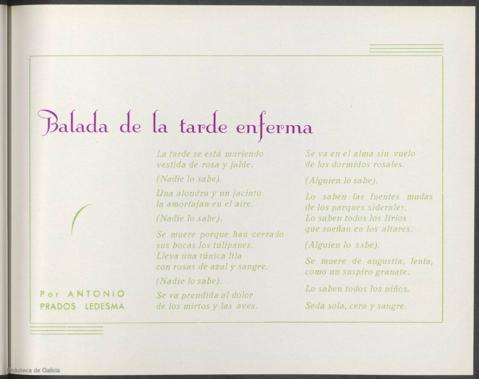 Balada de la tarde enferma
La tarde se está muriendo
vestida de rosa y jalde.
(Nadie lo sabe).
Una alondra y un jacinto
la amortajan en el aire.
(Nadie lo sabe).
Se muere porque han cerrado
sus bocas los tulipanes.
Lleva una túnica lila
con rosas de azul y sangre.
(Nadie lo sabe).
Se va prendida al dolor
de los mirtos y las aves.
Se va en el alma sin vuelo
de los dormidos rosales.
(Alguien lo sabe).
Lo saben las fuentes mudas
de los parques siderales.
Lo saben todos los lirios
que sueñan en los altares.
(Alguien lo sabe).
Se muere de angustia, lenta,
como un suspiro granate.
Lo saben todos los niños.
Seda sola, cera y sangre.
Por ANTONIO
PRADOS LEDESMA
de Galicia